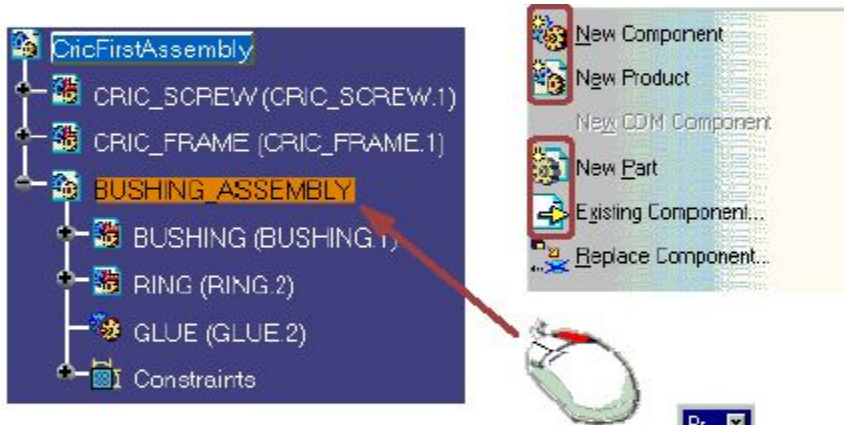 CricFirstAssembly
CRIC_SCREW (CRIC_SCREW.1)
CRIC_FRAME (CRIC_FRAME.1)
BUSHING_ASSEMBLY
BUSHING (BUSHING.1)
RING (RING.2)
GLUE (GLUE.2)
Constraints
New Component
New Product
New CDM Component
New Part
Existing Component...
Replace Component...